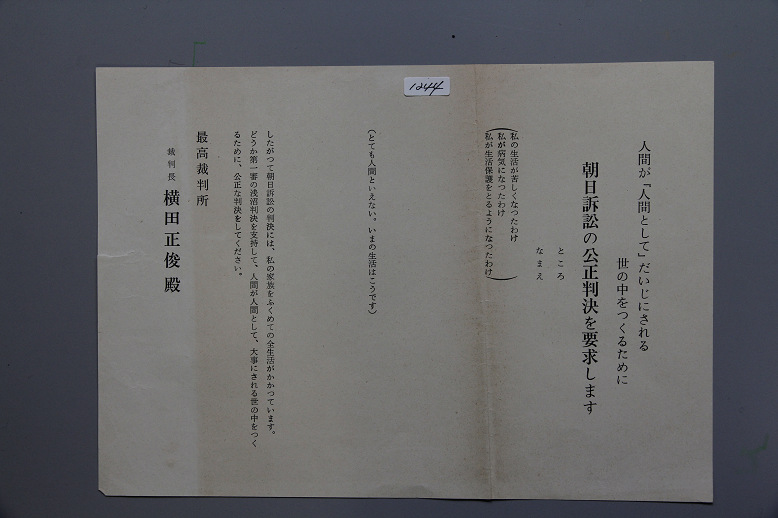 1244
人間が『人間として』だいじにされる
世の中をつくるために
朝日訴訟の公正判決を要求します
ところ
なまえ
私の生活が苦しくなつたわけ
私が病気になつたわけ
私が生活保護をとるようになつたわけ
(とても人間といえない。いまの生活はこうです)
したがつて朝日訴訟の判決には、私の家族をふくめての全生活がかかつています。
どうか第一審の浅沼判決を支持して、人間が人間として、大事にされる世の中をつく
るために、公正な判決をしてください。
最高裁判所
裁判長 横田正俊殿